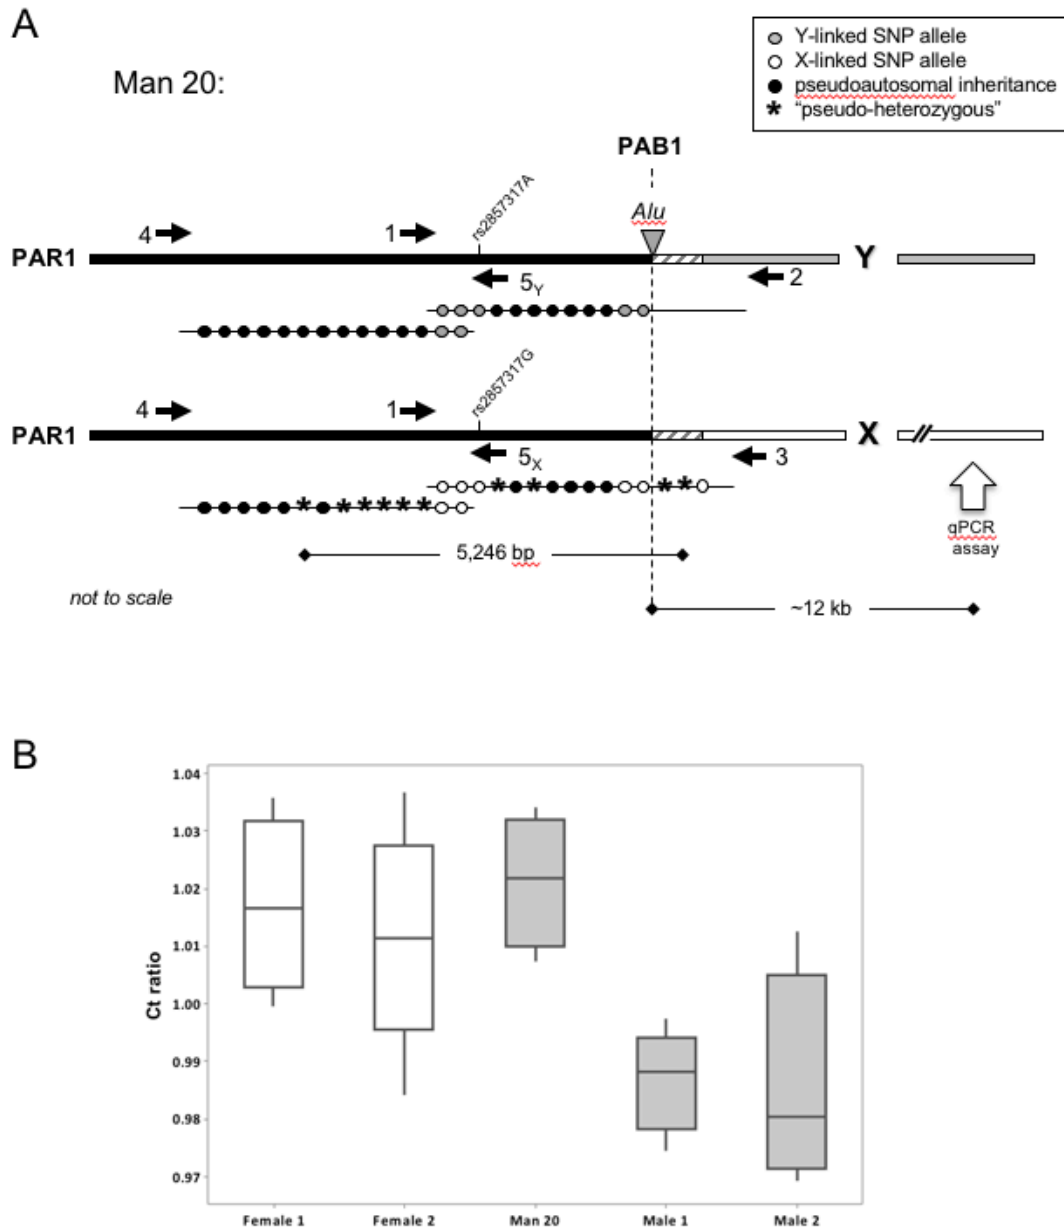 A
Y-linked SNP allele
X-linked SNP allele
pseudoautosomal inheritance
* "pseudo-heterozygous"
Man 20:
PAB1
rs2857317A
Alu
4
1
PAR1
Y
5Y
2
rs2857317G
4
1
PAR1
X
5X
3
* * * *
* * * * * *
qPCR
assay
5,246 bp
not to scale
~12 kb
B
1.04
1.03
1.02
1.01
1.00
0.99
0.98
0.97
Ct ratio
Female 1 Female 2 Man 20 Male 1 Male 2